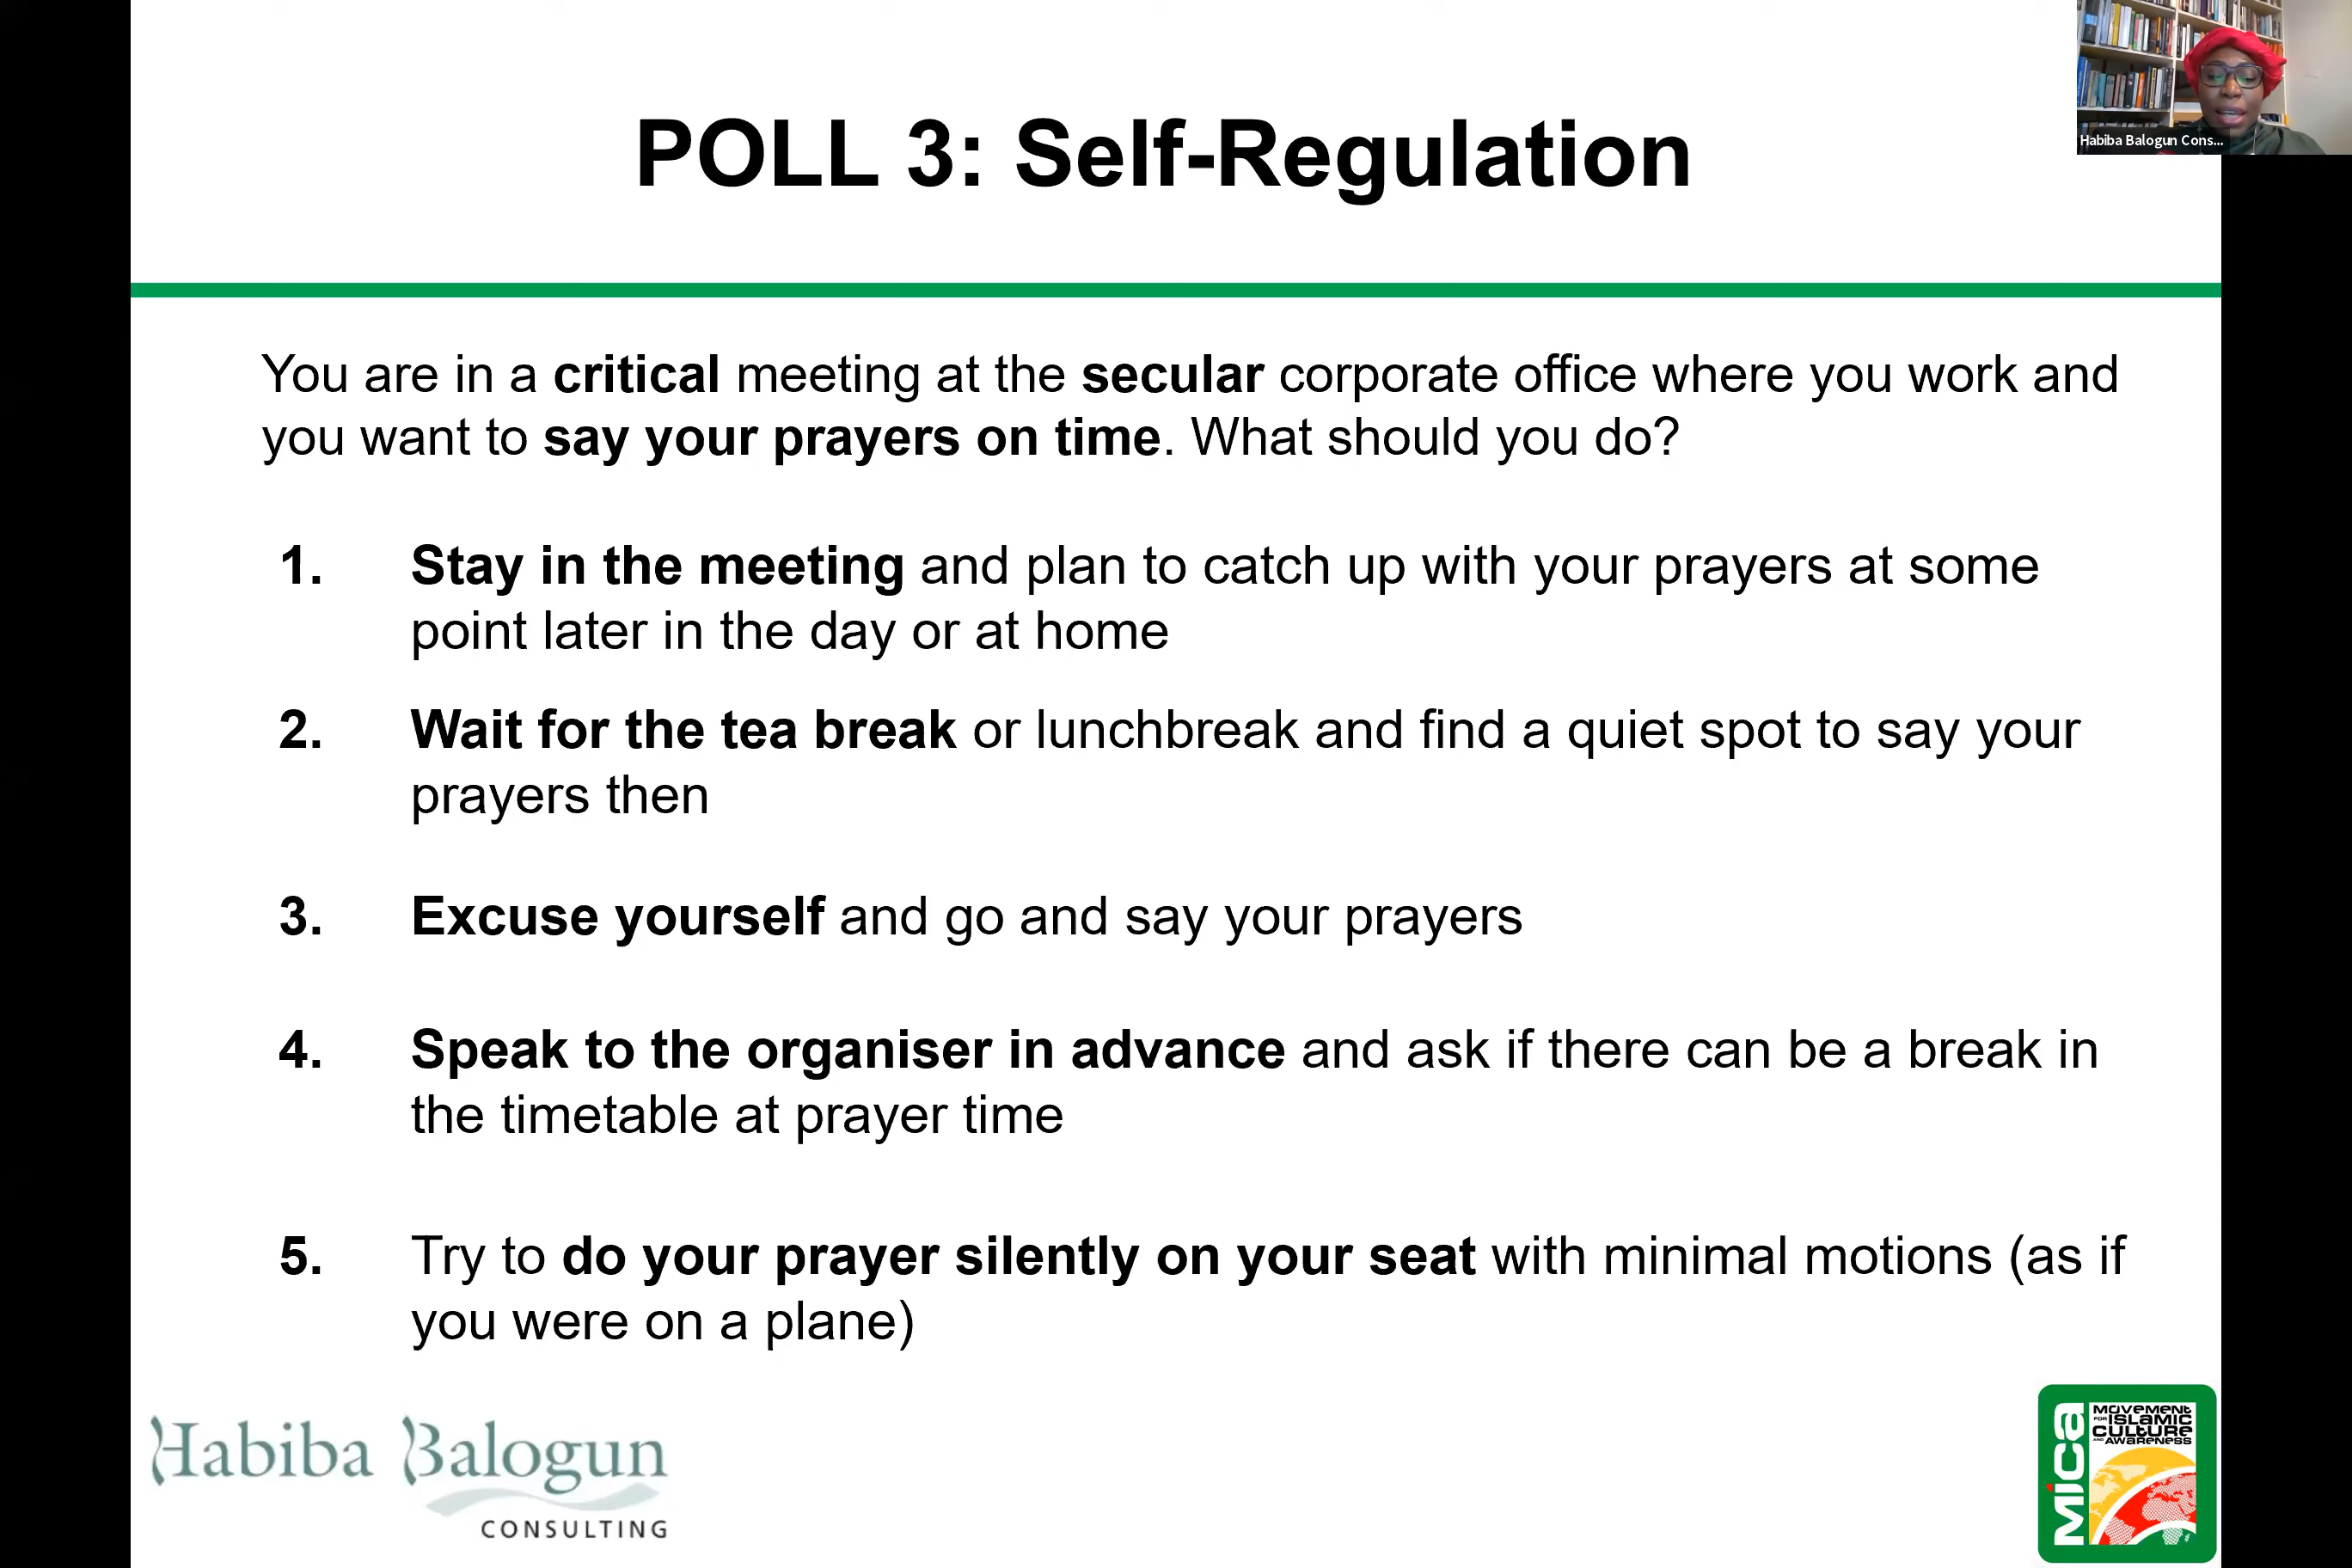 POLL 3: Self-Regulation
Habiba Balogun Cons...
You are in a critical meeting at the secular corporate office where you work and
you want to say your prayers on time. What should you do?
1. Stay in the meeting and plan to catch up with your prayers at some
point later in the day or at home
2. Wait for the tea break or lunchbreak and find a quiet spot to say your
prayers then
3. Excuse yourself and go and say your prayers
4. Speak to the organiser in advance and ask if there can be a break in
the timetable at prayer time
5. Try to do your prayer silently on your seat with minimal motions (as if
you were on a plane)
Habiba Balogun
CONSULTING
MICA
MOVEMENT
FOR ISLAMIC
CULTURE
AND AWARENESS